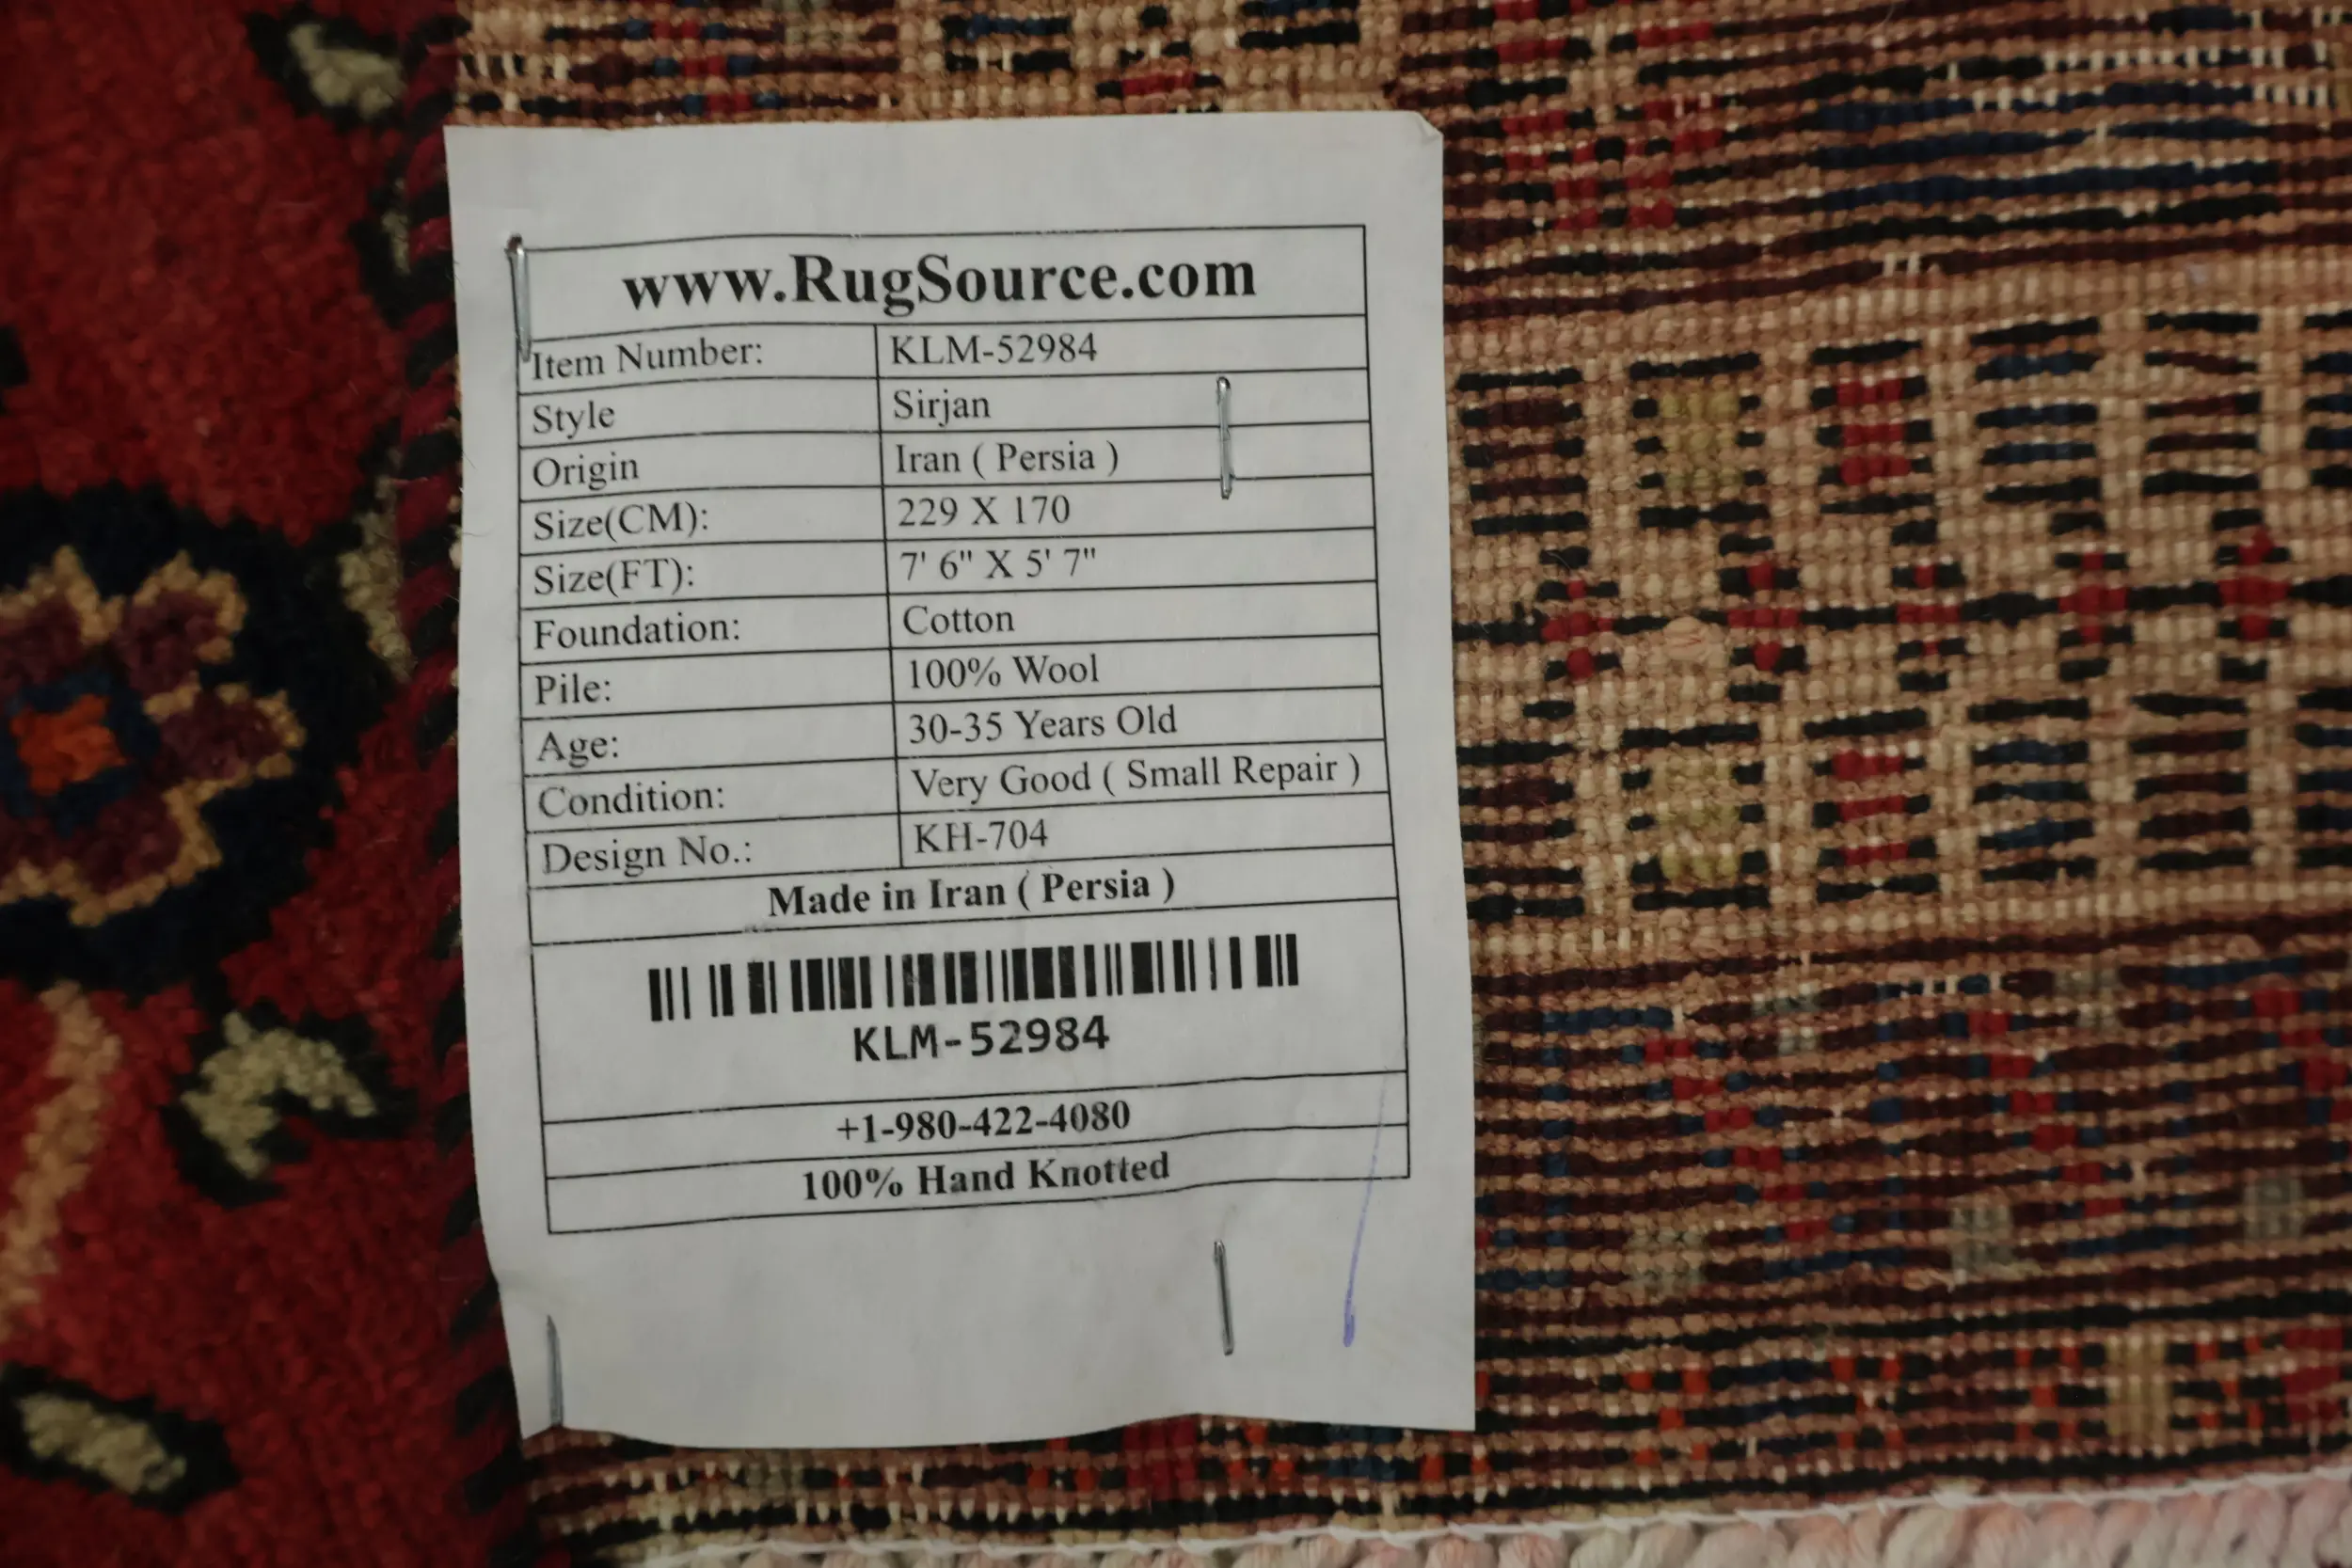 www.RugSource.com
Item Number: KLM-52984
Style Sirjan
Origin Iran ( Persia )
Size(CM): 229 X 170
Size(FT): 7' 6" X 5' 7"
Foundation: Cotton
Pile: 100% Wool
Age: 30-35 Years Old
Condition: Very Good ( Small Repair )
Design No.: KH-704
Made in Iran ( Persia )
KLM-52984
+1-980-422-4080
100% Hand Knotted